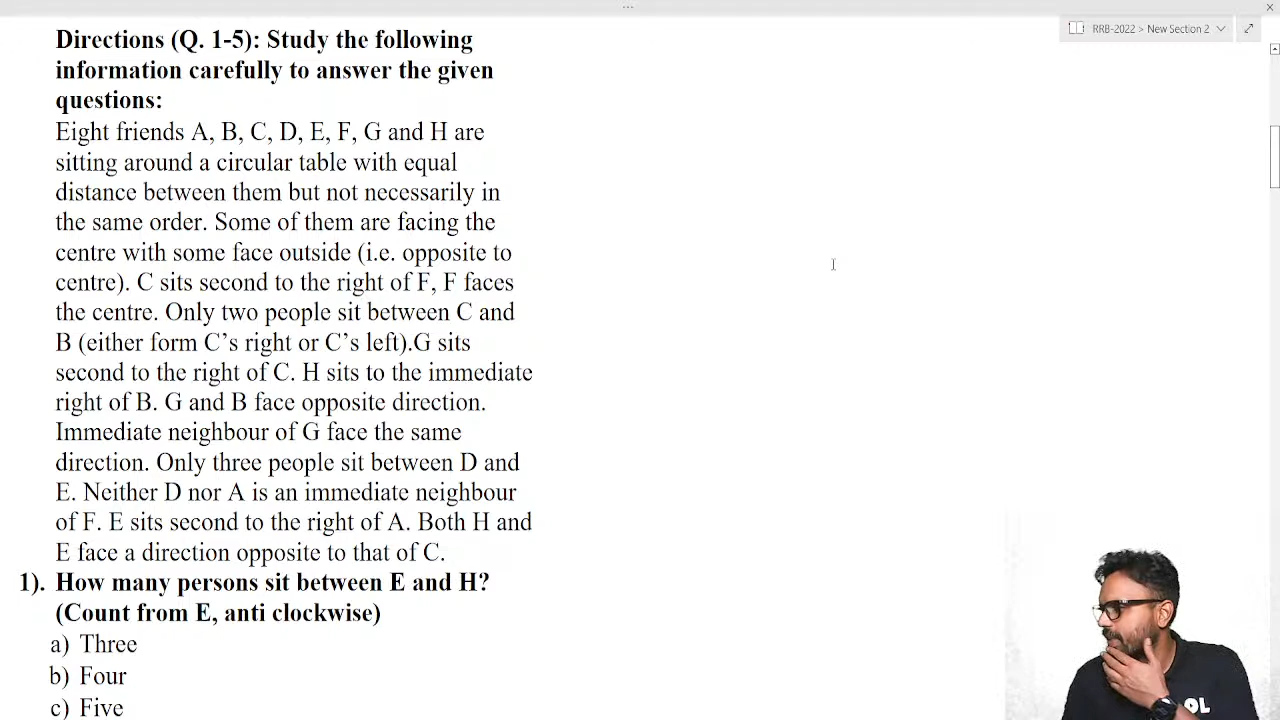 RRB-2022 > New Section 2
Directions (Q. 1-5): Study the following
information carefully to answer the given
questions:
Eight friends A, B, C, D, E, F, G and H are
sitting around a circular table with equal
distance between them but not necessarily in
the same order. Some of them are facing the
centre with some face outside (i.e. opposite to
centre). C sits second to the right of F, F faces
the centre. Only two people sit between C and
B (either form C’s right or C’s left).G sits
second to the right of C. H sits to the immediate
right of B. G and B face opposite direction.
Immediate neighbour of G face the same
direction. Only three people sit between D and
E. Neither D nor A is an immediate neighbour
of F. E sits second to the right of A. Both H and
E face a direction opposite to that of C.
1). How many persons sit between E and H?
(Count from E, anti clockwise)
a) Three
b) Four
c) Five
OL